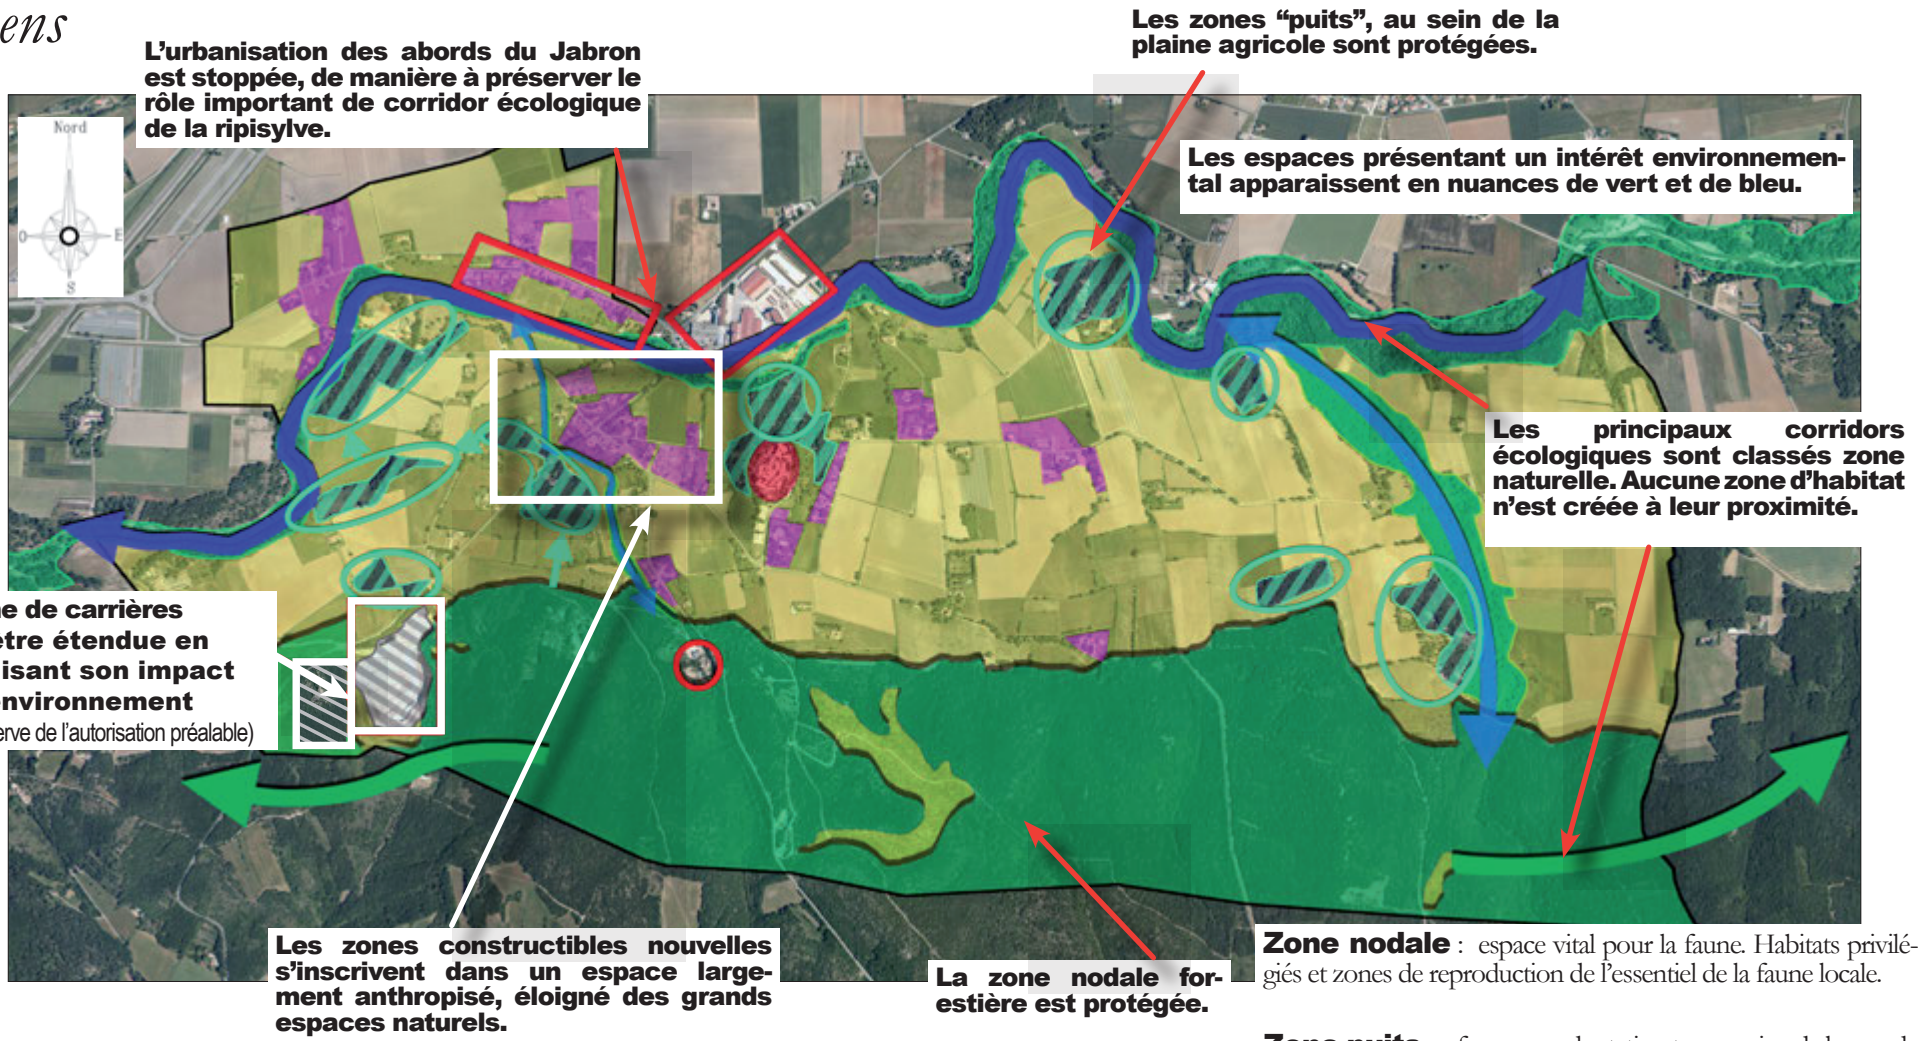 ens
Les zones “puits”, au sein de la
plaine agricole sont protégées.
L’urbanisation des abords du Jabron
est stoppée, de manière à préserver le
rôle important de corridor écologique
de la ripisylve.
Nord
O E
S
Les espaces présentant un intérêt environnemen-
tal apparaissent en nuances de vert et de bleu.
Les principaux corridors
écologiques sont classés zone
naturelle. Aucune zone d’habitat
n’est créée à leur proximité.
ne de carrières
être étendue en
isant son impact
environnement
erve de l’autorisation préalable)
Les zones constructibles nouvelles
s’inscrivent dans un espace large-
ment anthropisé, éloigné des grands
espaces naturels.
La zone nodale for-
estière est protégée.
Zone nodale : espace vital pour la faune. Habitats privilé-
giés et zones de reproduction de l’essentiel de la faune locale.
Zone puits